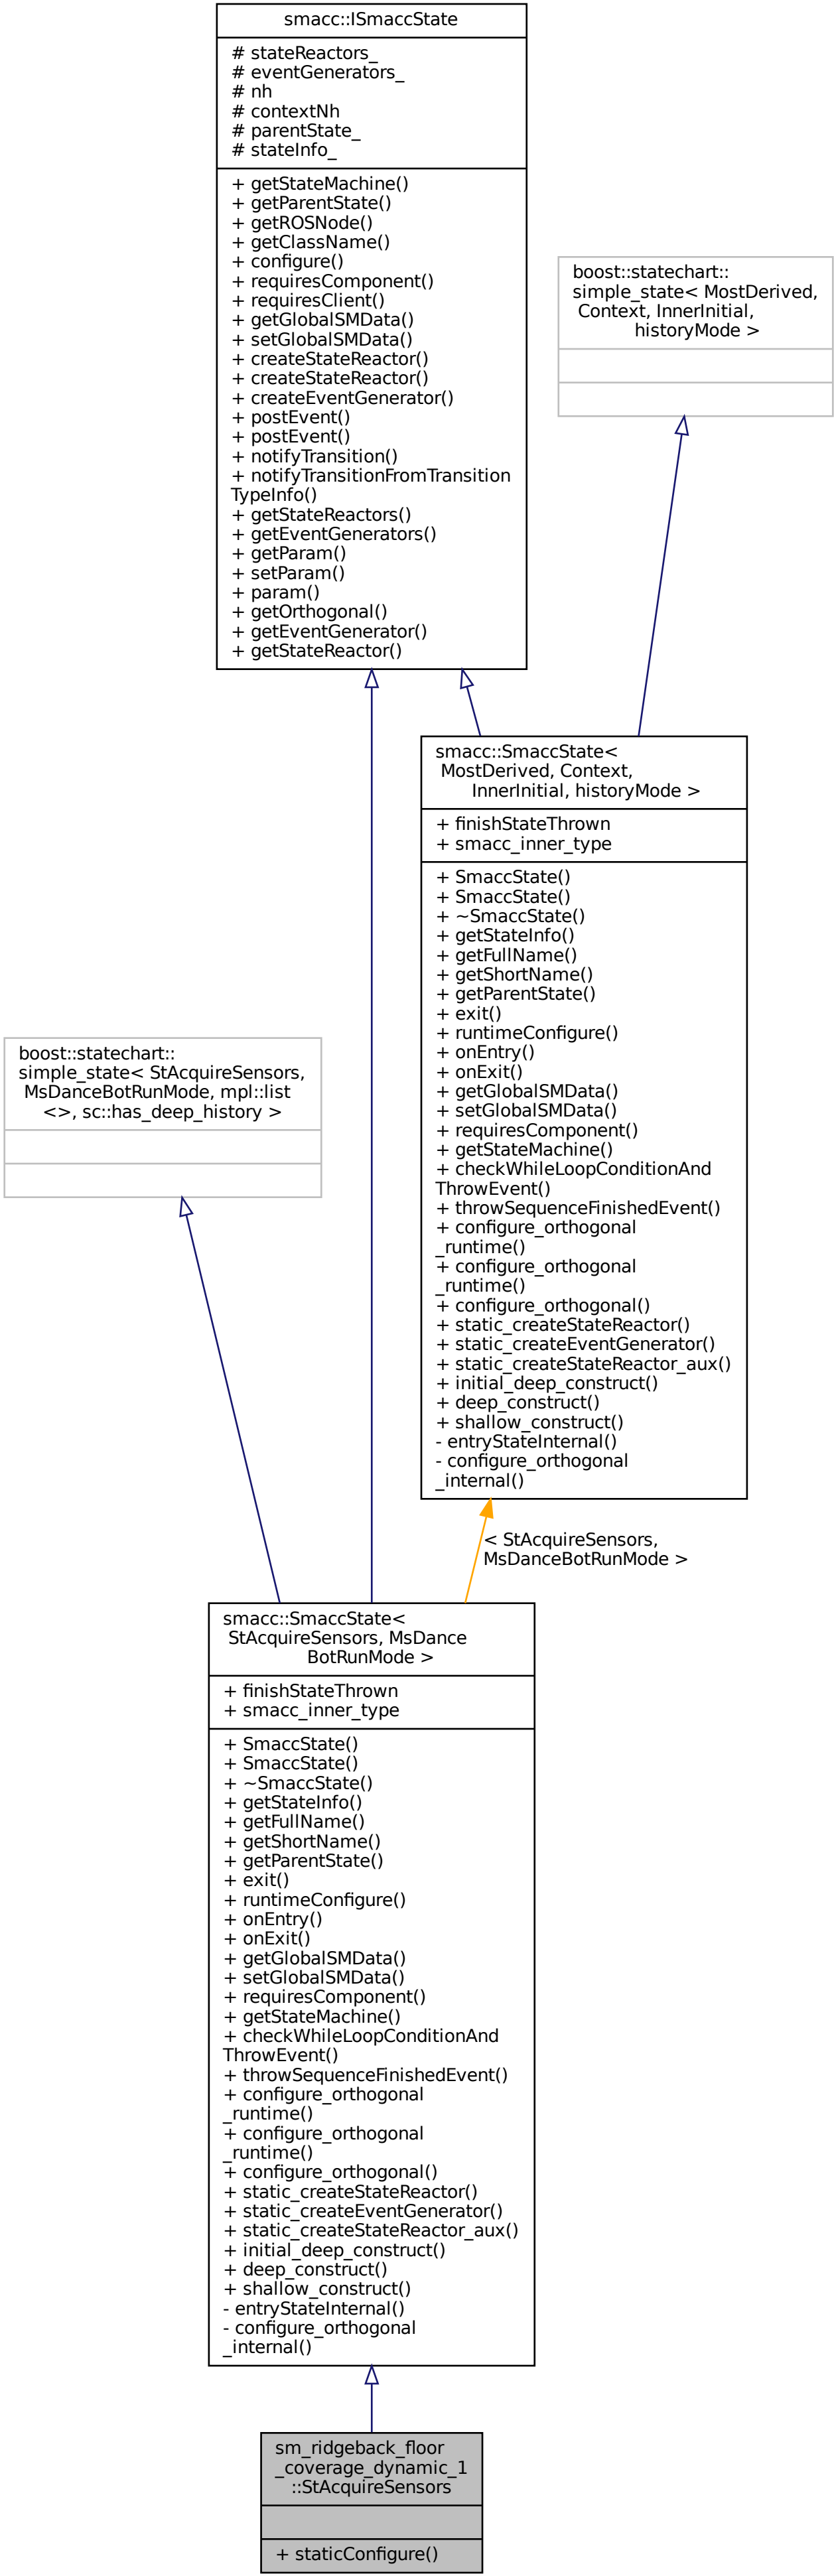 smacc::ISmaccState
# stateReactors_
# eventGenerators_
# nh
# contextNh
# parentState_
# stateInfo_
+ getStateMachine()
+ getParentState()
+ getROSNode()
+ getClassName()
+ configure()
+ requiresComponent()
+ requiresClient()
+ getGlobalSMData()
+ setGlobalSMData()
+ createStateReactor()
+ createStateReactor()
+ createEventGenerator()
+ postEvent()
+ postEvent()
+ notifyTransition()
+ notifyTransitionFromTransition
TypeInfo()
+ getStateReactors()
+ getEventGenerators()
+ getParam()
+ setParam()
+ param()
+ getOrthogonal()
+ getEventGenerator()
+ getStateReactor()
boost::statechart::
simple_state< MostDerived,
Context, InnerInitial,
historyMode >
smacc::SmaccState<
MostDerived, Context,
InnerInitial, historyMode >
+ finishStateThrown
+ smacc_inner_type
+ SmaccState()
+ SmaccState()
+ ~SmaccState()
+ getStateInfo()
+ getFullName()
+ getShortName()
+ getParentState()
+ exit()
+ runtimeConfigure()
+ onEntry()
+ onExit()
+ getGlobalSMData()
+ setGlobalSMData()
+ requiresComponent()
+ getStateMachine()
+ checkWhileLoopConditionAnd
ThrowEvent()
+ throwSequenceFinishedEvent()
+ configure_orthogonal
_runtime()
+ configure_orthogonal
_runtime()
+ configure_orthogonal()
+ static_createStateReactor()
+ static_createEventGenerator()
+ static_createStateReactor_aux()
+ initial_deep_construct()
+ deep_construct()
+ shallow_construct()
- entryStateInternal()
- configure_orthogonal
_internal()
boost::statechart::
simple_state< StAcquireSensors,
MsDanceBotRunMode, mpl::list
<>, sc::has_deep_history >
< StAcquireSensors,
MsDanceBotRunMode >
smacc::SmaccState<
StAcquireSensors, MsDance
BotRunMode >
+ finishStateThrown
+ smacc_inner_type
+ SmaccState()
+ SmaccState()
+ ~SmaccState()
+ getStateInfo()
+ getFullName()
+ getShortName()
+ getParentState()
+ exit()
+ runtimeConfigure()
+ onEntry()
+ onExit()
+ getGlobalSMData()
+ setGlobalSMData()
+ requiresComponent()
+ getStateMachine()
+ checkWhileLoopConditionAnd
ThrowEvent()
+ throwSequenceFinishedEvent()
+ configure_orthogonal
_runtime()
+ configure_orthogonal
_runtime()
+ configure_orthogonal()
+ static_createStateReactor()
+ static_createEventGenerator()
+ static_createStateReactor_aux()
+ initial_deep_construct()
+ deep_construct()
+ shallow_construct()
- entryStateInternal()
- configure_orthogonal
_internal()
sm_ridgeback_floor
_coverage_dynamic_1
::StAcquireSensors
+ staticConfigure()